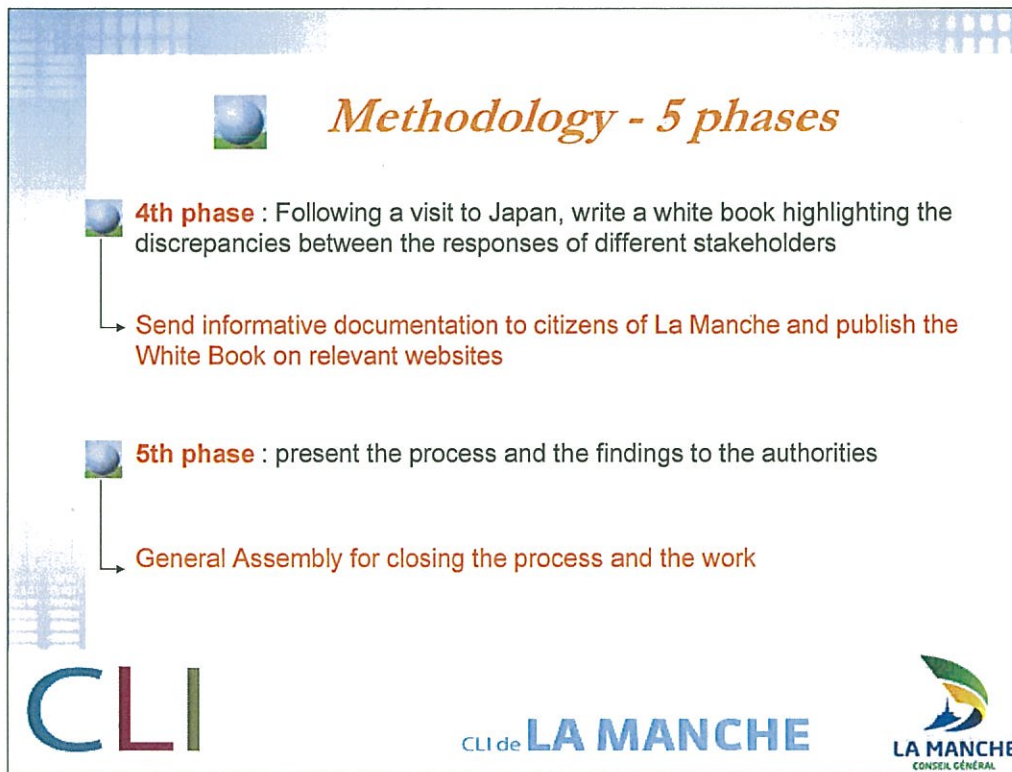 Methodology - 5 phases
4th phase : Following a visit to Japan, write a white book highlighting the
discrepancies between the responses of different stakeholders
Send informative documentation to citizens of La Manche and publish the
White Book on relevant websites
5th phase : present the process and the findings to the authorities
General Assembly for closing the process and the work
CLI
CLI de LA MANCHE
LA MANCHE
CONSEIL GÉNÉRAL